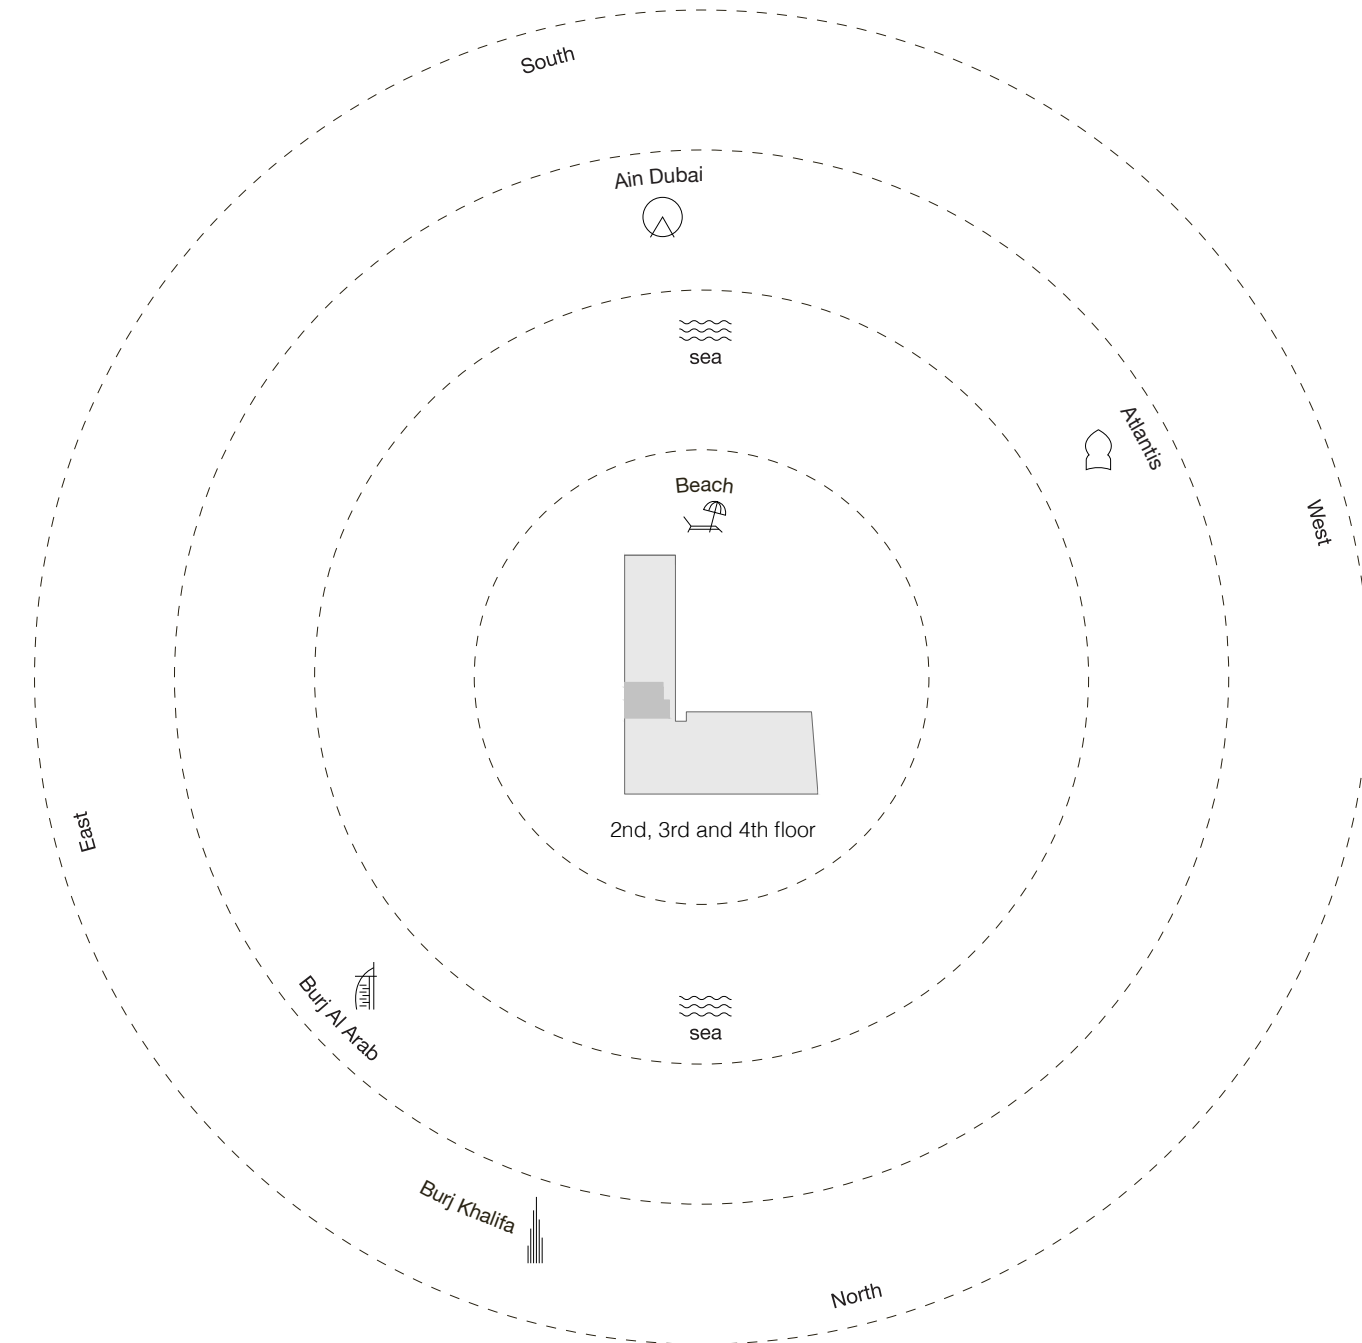 South
Ain Dubai
sea
Atlantis
Beach
West
2nd, 3rd and 4th floor
East
Burj Al Arab
sea
Burj Khalifa
North